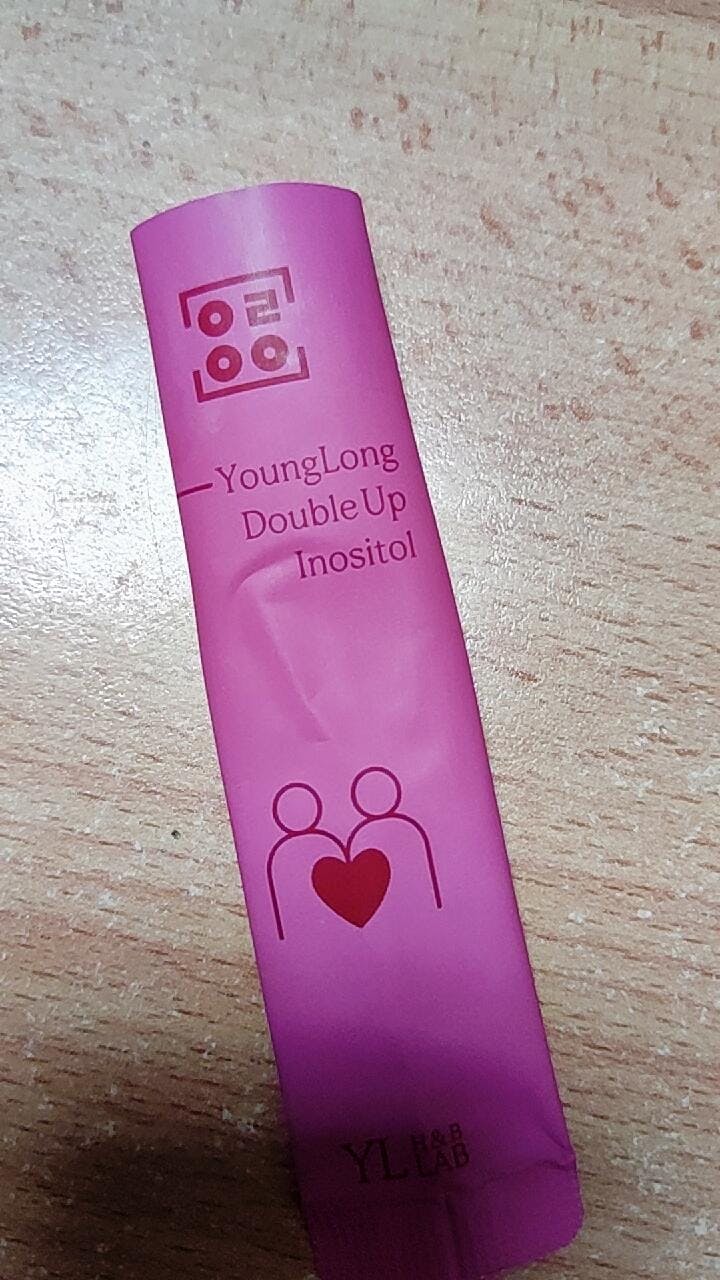 YoungLong
Double Up
Inositol
YL R&B
LAB